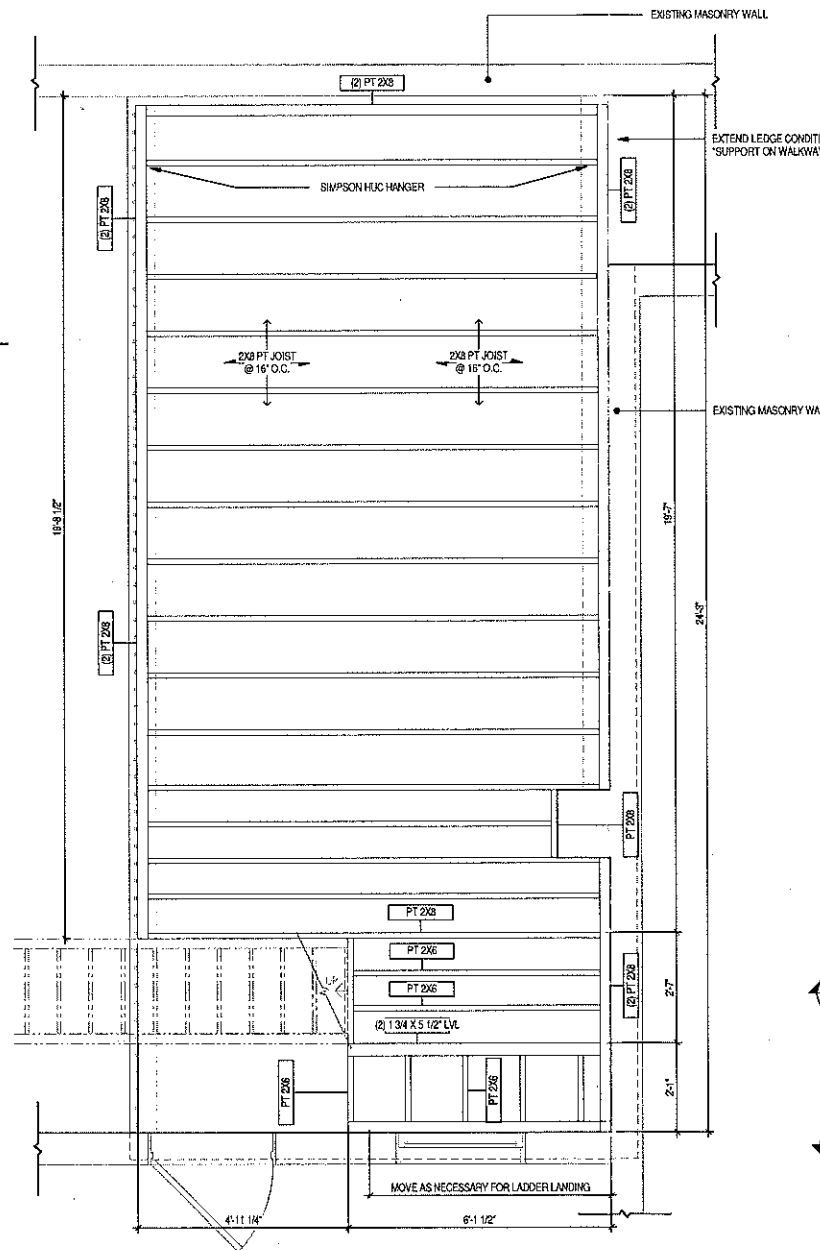 EXISTING MASONRY WALL
(2) PT 2X8
EXTEND LEDGE CONDITI
*SUPPORT ON WALKWA
SIMPSON HUC HANGER
(2) PT 2X8
(2) PT 2X8
2X8 PT JOIST
@ 16" O.C.
2X8 PT JOIST
@ 16" O.C.
EXISTING MASONRY WA
19'-8 1/2"
19'-7"
24'-3"
(2) PT 2X8
PT 2X8
PT 2X8
PT 2X6
PT 2X6
(2) 1 3/4 X 5 1/2" LVL
UP
(2) PT 2X8
2'-7"
PT 2X6
PT 2X6
2'-1"
MOVE AS NECESSARY FOR LADDER LANDING
4'-11 1/4"
6'-1 1/2"